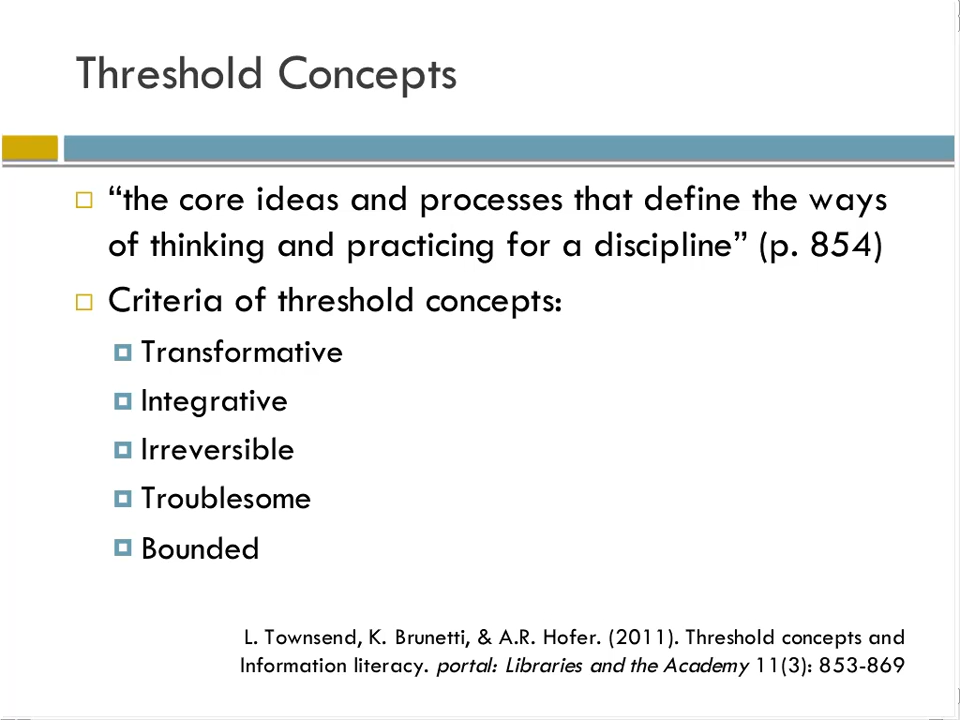 Threshold Concepts
“the core ideas and processes that define the ways
of thinking and practicing for a discipline” (p. 854)
Criteria of threshold concepts:
Transformative
Integrative
Irreversible
Troublesome
Bounded
L. Townsend, K. Brunetti, & A.R. Hofer. (2011). Threshold concepts and
Information literacy. portal: Libraries and the Academy 11(3): 853-869